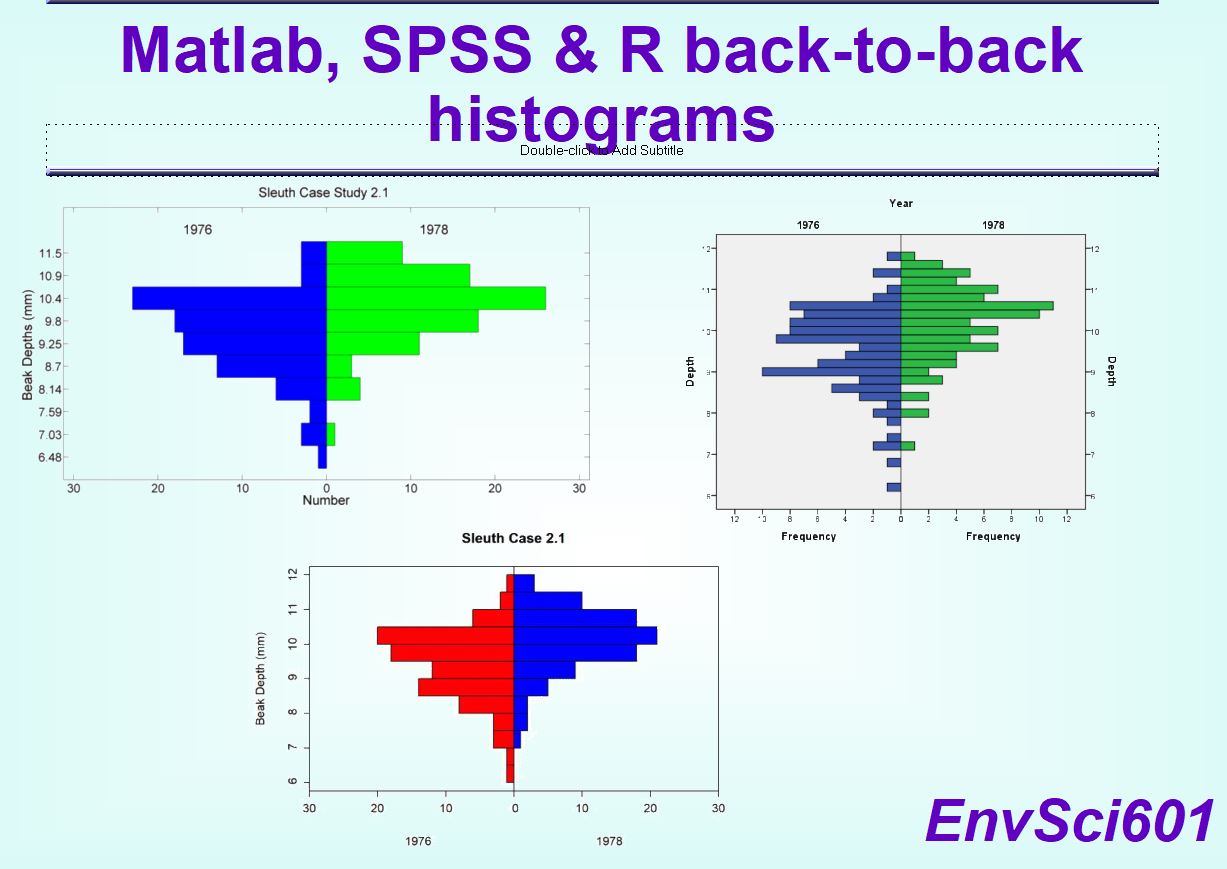 Matlab, SPSS & R back-to-back
histograms
Double-click to Add Subtitle
Sleuth Case Study 2.1
1976 1978
11.5
10.9
10.4
9.8
9.25
8.7
8.14
7.59
7.03
6.48
Beak Depths (mm)
30 20 10 0 10 20 30
Number
Year
1976 1978
12 12
11 11
10 10
9 9
8 8
7 7
6 6
Depth Depth
12 10 8 6 4 2 0 2 4 6 8 10 12
Frequency Frequency
Sleuth Case 2.1
12
11
10
9
8
7
6
Beak Depth (mm)
30 20 10 0 10 20 30
1976 1978
EnvSci601